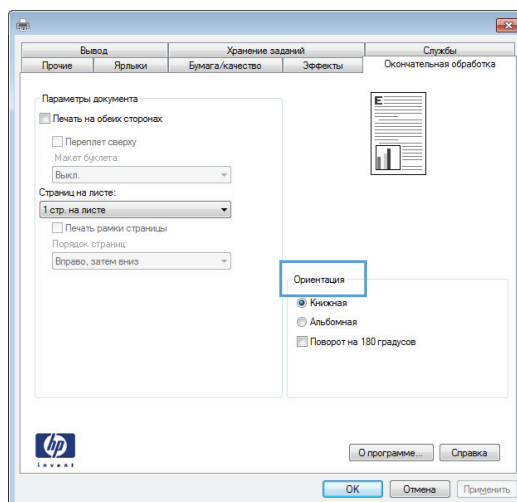 Вывод
Хранение заданий
Службы
Прочие
Ярлыки
Бумага/качество
Эффекты
Окончательная обработка
Параметры документа
Печать на обеих сторонах
Переплет сверху
Макет буклета:
Выкл.
Страниц на листе:
1 стр. на листе
Печать рамки страницы
Порядок страниц:
Вправо, затем вниз
E
Ориентация
Книжная
Альбомная
Поворот на 180 градусов
hp
invent
О программе...
Справка
OK
Отмена
Применить